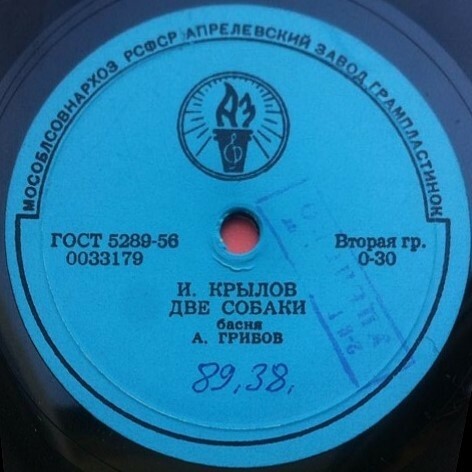 МОСОБЛСОВНАРХОЗ РСФСР АПРЕЛЕВСКИЙ ЗАВОД ГРАМПЛАСТИНОК
АЗ
ГОСТ 5289-56
0033179
Вторая гр.
0-30
И. КРЫЛОВ
ДВЕ СОБАКИ
басня
А. ГРИБОВ
89,38,